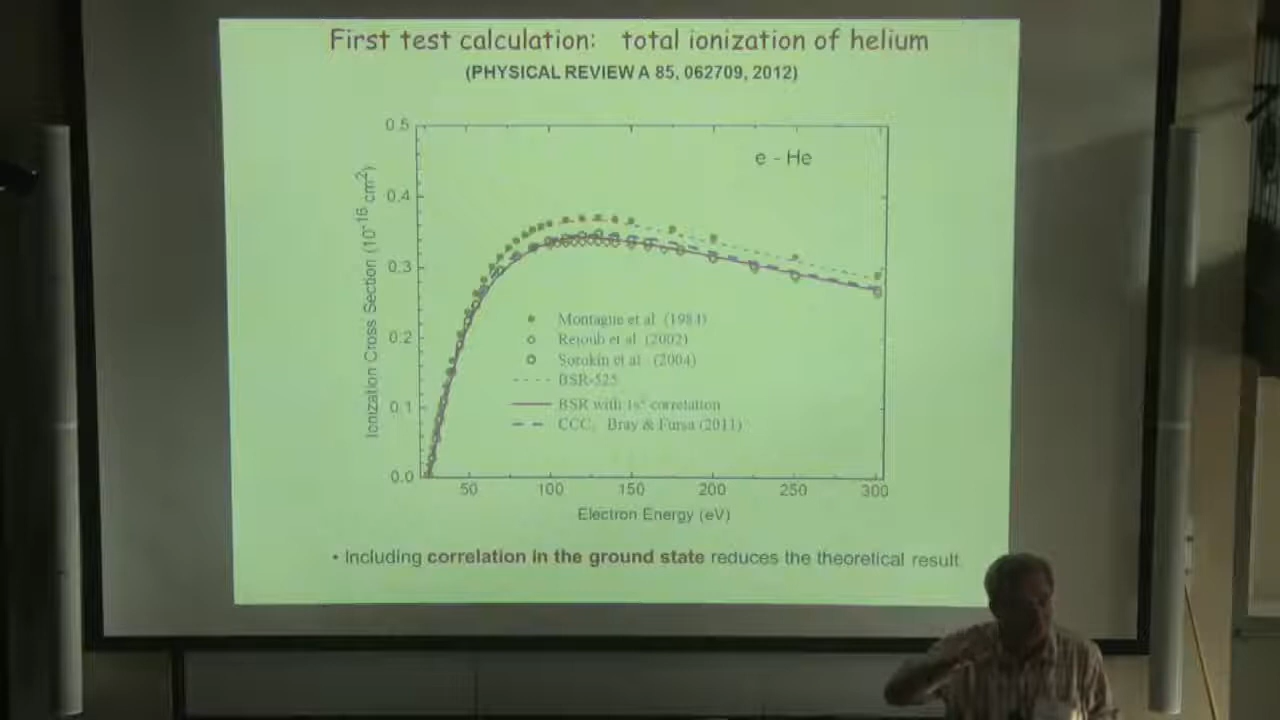 First test calculation: total ionization of helium
(PHYSICAL REVIEW A 85, 062709, 2012)
e - He
Ionization Cross Section (10⁻¹⁶ cm²)
0.5
0.4
0.3
0.2
0.1
0.0
Montague et al. (1984)
Rejoub et al. (2002)
Sorokin et al. (2004)
BSR-525
BSR with 1s² correlation
CCC, Bray & Fursa (2011)
50 100 150 200 250 300
Electron Energy (eV)
• Including correlation in the ground state reduces the theoretical result